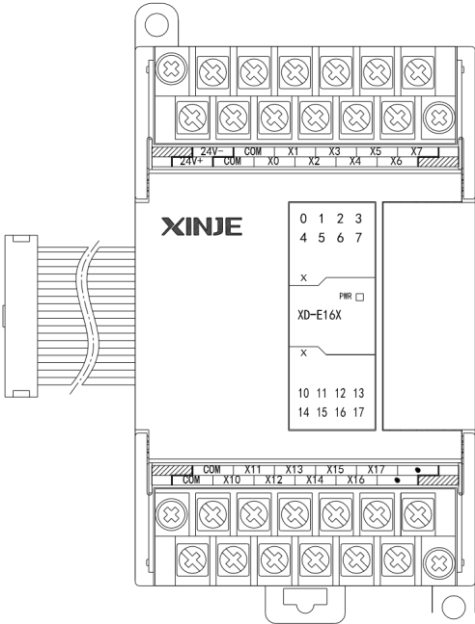 24V- COM X1 X3 X5 X7
24V+ COM X0 X2 X4 X6
XINJE
0 1 2 3
4 5 6 7
X
PWR
XD-E16X
X
10 11 12 13
14 15 16 17
COM X11 X13 X15 X17 •
COM X10 X12 X14 X16 •